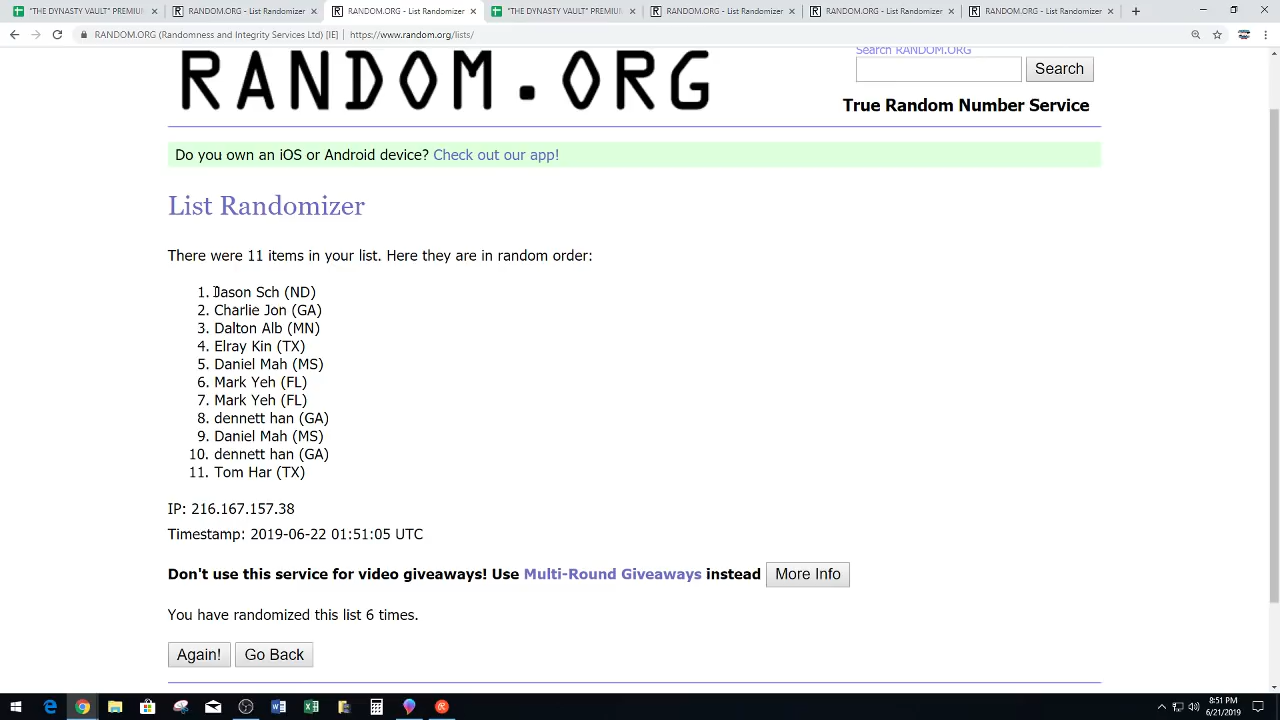 "THE DYNASTY VAULT" PREMIUM
RANDOM.ORG - List Randomizer
RANDOM.ORG - List Randomizer
"THE DYNASTY VAULT" PREMIUM
RANDOM.ORG - List Randomizer
RANDOM.ORG - List Randomizer
RANDOM.ORG - List Randomizer
RANDOM.ORG (Randomness and Integrity Services Ltd) [IE] | https://www.random.org/lists/
RANDOM.ORG
Search RANDOM.ORG
Search
True Random Number Service
Do you own an iOS or Android device? Check out our app!
List Randomizer
There were 11 items in your list. Here they are in random order:
1. Jason Sch (ND)
2. Charlie Jon (GA)
3. Dalton Alb (MN)
4. Elray Kin (TX)
5. Daniel Mah (MS)
6. Mark Yeh (FL)
7. Mark Yeh (FL)
8. dennett han (GA)
9. Daniel Mah (MS)
10. dennett han (GA)
11. Tom Har (TX)
IP: 216.167.157.38
Timestamp: 2019-06-22 01:51:05 UTC
Don't use this service for video giveaways! Use Multi-Round Giveaways instead More Info
You have randomized this list 6 times.
Again! Go Back
8:51 PM
6/21/2019